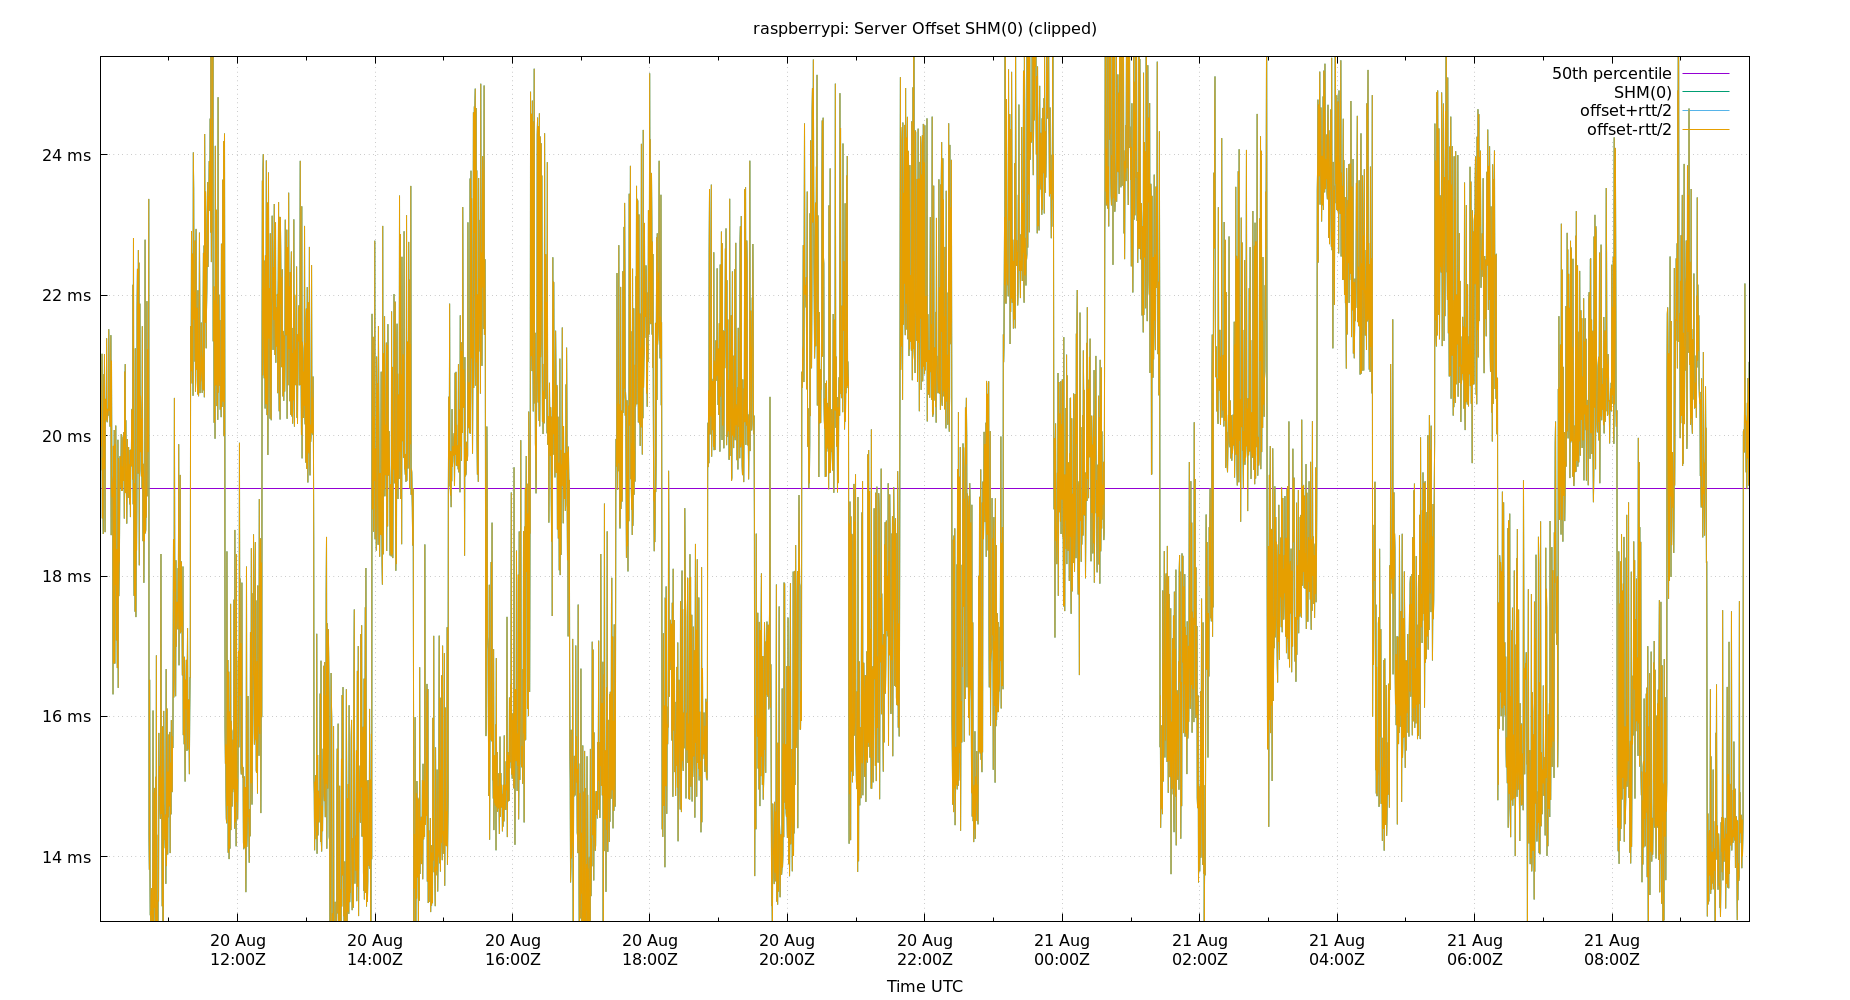 raspberrypi: Server Offset SHM(0) (clipped)
50th percentile
SHM(0)
offset+rtt/2
offset-rtt/2
24 ms
22 ms
20 ms
18 ms
16 ms
14 ms
20 Aug 20 Aug 20 Aug 20 Aug 20 Aug 20 Aug 21 Aug 21 Aug 21 Aug 21 Aug 21 Aug
12:00Z 14:00Z 16:00Z 18:00Z 20:00Z 22:00Z 00:00Z 02:00Z 04:00Z 06:00Z 08:00Z
Time UTC